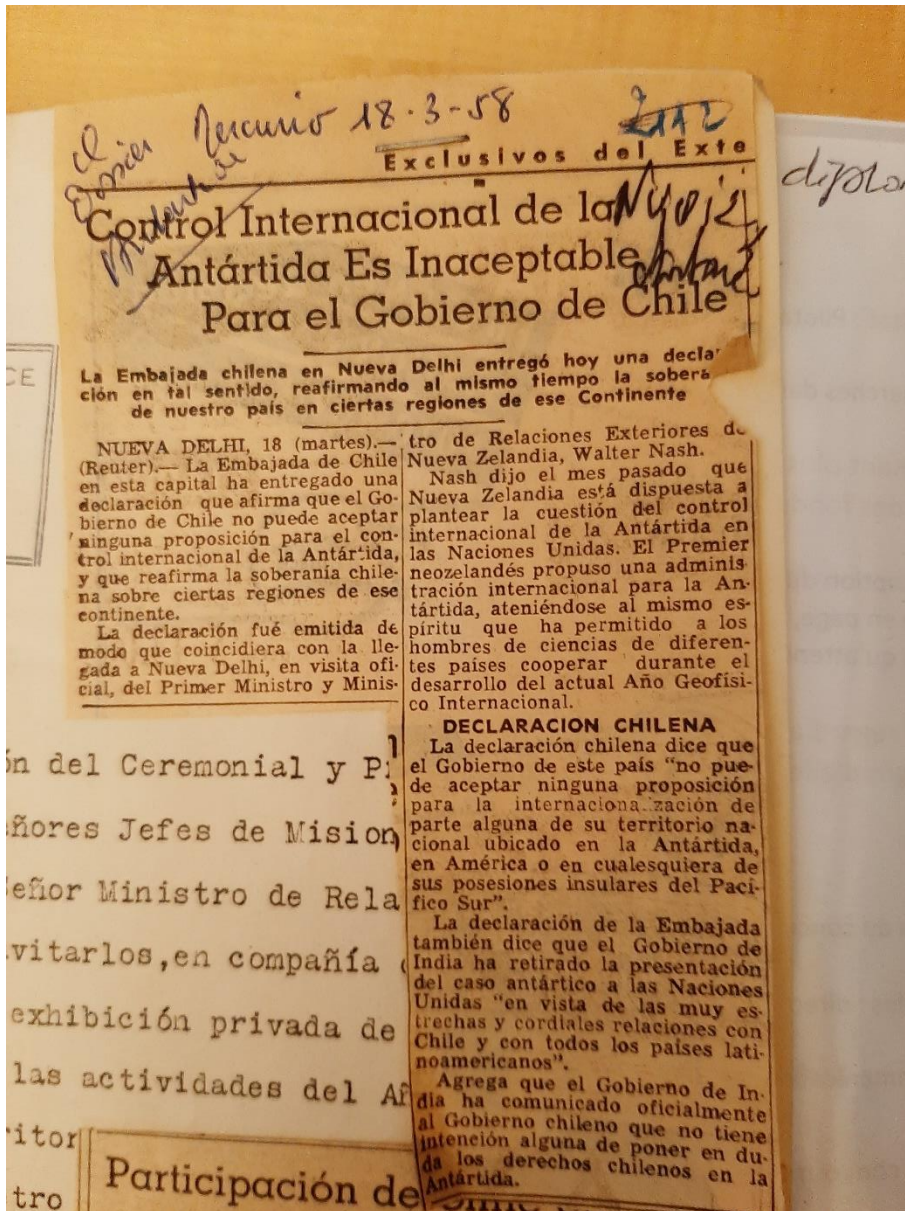 El Mercurio 18-3-58
Dossier
Exclusivos del Exte
Control Internacional de la
Antártida Es Inaceptable
Para el Gobierno de Chile
La Embajada chilena en Nueva Delhi entregó hoy una decla
ción en tal sentido, reafirmando al mismo tiempo la sobera
de nuestro país en ciertas regiones de ese Continente
NUEVA DELHI, 18 (martes).—
(Reuter).— La Embajada de Chile
en esta capital ha entregado una
declaración que afirma que el Go-
bierno de Chile no puede aceptar
ninguna proposición para el con-
trol internacional de la Antártida,
y que reafirma la soberanía chile-
na sobre ciertas regiones de ese
continente.
La declaración fué emitida de
modo que coincidiera con la lle-
gada a Nueva Delhi, en visita ofi-
cial, del Primer Ministro y Minis-
tro de Relaciones Exteriores de
Nueva Zelandia, Walter Nash.
Nash dijo el mes pasado que
Nueva Zelandia está dispuesta a
plantear la cuestión del control
internacional de la Antártida en
las Naciones Unidas. El Premier
neozelandés propuso una adminis
tración internacional para la An-
tártida, ateniéndose al mismo es-
píritu que ha permitido a los
hombres de ciencias de diferen-
tes países cooperar durante el
desarrollo del actual Año Geofísi-
co Internacional.
DECLARACION CHILENA
La declaración chilena dice que
el Gobierno de este país "no pue-
de aceptar ninguna proposición
para la internacionalización de
parte alguna de su territorio na-
cional ubicado en la Antártida,
en América o en cualesquiera de
sus posesiones insulares del Pací-
fico Sur".
La declaración de la Embajada
también dice que el Gobierno de
India ha retirado la presentación
del caso antártico a las Naciones
Unidas "en vista de las muy es-
trechas y cordiales relaciones con
Chile y con todos los países lati-
noamericanos".
Agrega que el Gobierno de In-
dia ha comunicado oficialmente
al Gobierno chileno que no tiene
intención alguna de poner en du-
da los derechos chilenos en la
Antártida.
CE
ón del Ceremonial y P
eñores Jefes de Mision
eñor Ministro de Rela
vitarlos,en compañía
exhibición privada de
las actividades del Añ
ritor
tro
Participación de
diplo